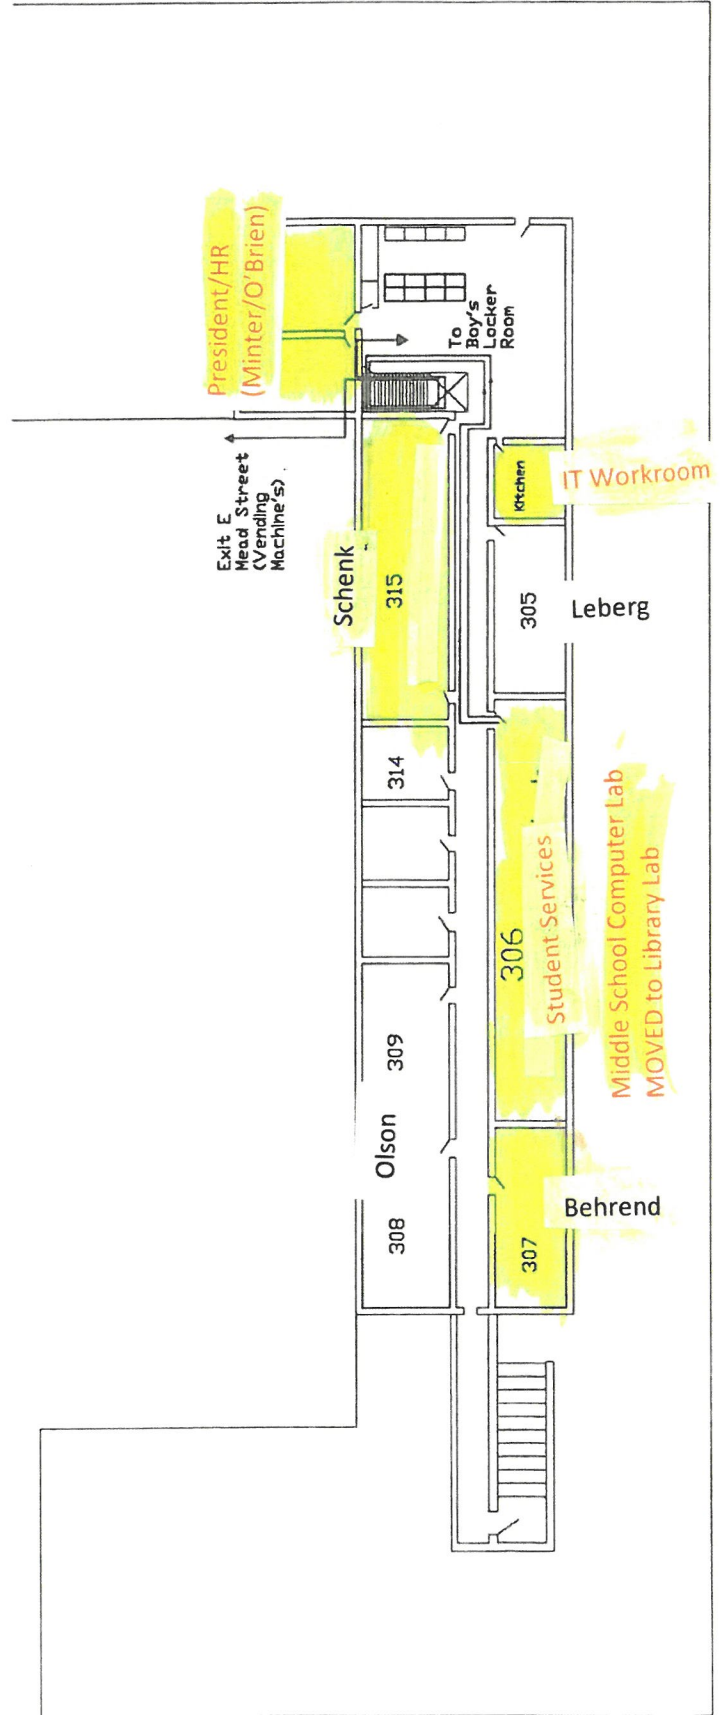 President/HR
(Minter/O'Brien)
To
Boy's
Locker
Room
Exit E
Mead Street
(Vending
Machine's)
Kitchen
IT Workroom
Schenk
315
305
Leberg
314
306
Student Services
Middle School Computer Lab
MOVED to Library Lab
309
Olson
308
307
Behrend